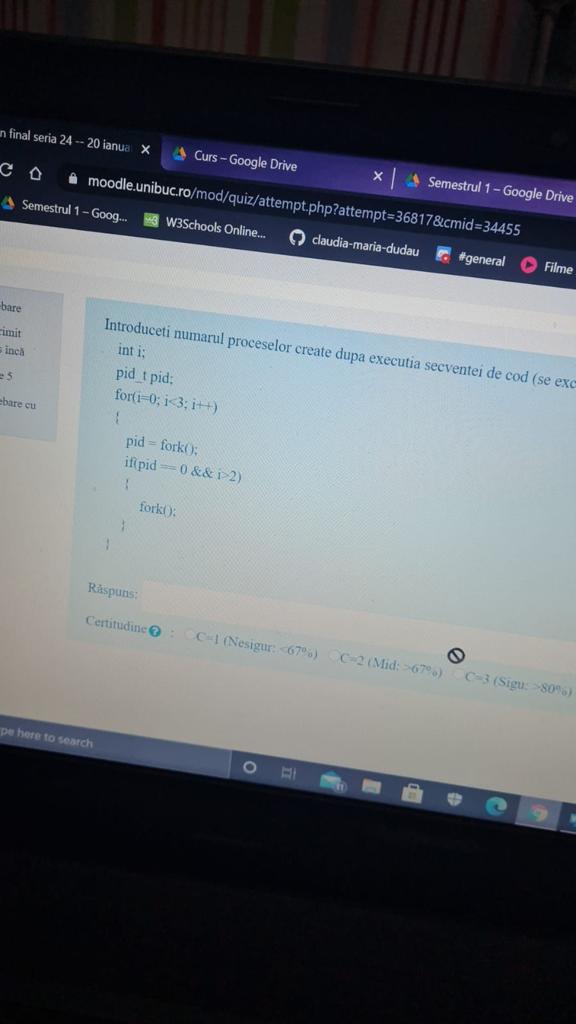 n final seria 24 -- 20 ianua
Curs – Google Drive
Semestrul 1 – Google Drive
moodle.unibuc.ro/mod/quiz/attempt.php?attempt=36817&cmid=34455
Semestrul 1 – Goog...
W3Schools Online...
claudia-maria-dudau
#general
Filme
bare
imit
încă
e 5
ebare cu
Introduceti numarul proceselor create dupa executia secventei de cod (se exc
int i;
pid_t pid;
for(i=0; i<3; i++)
{
pid = fork();
if(pid == 0 && i>2)
{
fork();
}
}
Răspuns:
Certitudine ? : C=1 (Nesigur: <67%) C=2 (Mid: >67%) C=3 (Sigu: >80%)
pe here to search